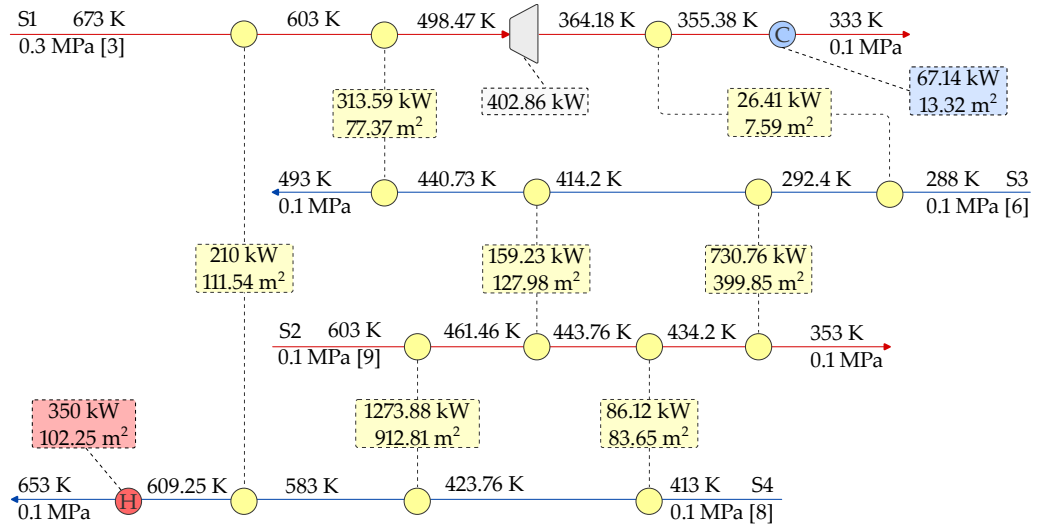 S1 673 K 603 K 498.47 K 364.18 K 355.38 K C 333 K
0.3 MPa [3] 0.1 MPa
313.59 kW
77.37 m²
402.86 kW
26.41 kW
7.59 m²
67.14 kW
13.32 m²
493 K 440.73 K 414.2 K 292.4 K 288 K S3
0.1 MPa 0.1 MPa [6]
210 kW
111.54 m²
159.23 kW
127.98 m²
730.76 kW
399.85 m²
S2 603 K 461.46 K 443.76 K 434.2 K 353 K
0.1 MPa [9] 0.1 MPa
350 kW
102.25 m²
1273.88 kW
912.81 m²
86.12 kW
83.65 m²
653 K H 609.25 K 583 K 423.76 K 413 K S4
0.1 MPa 0.1 MPa [8]